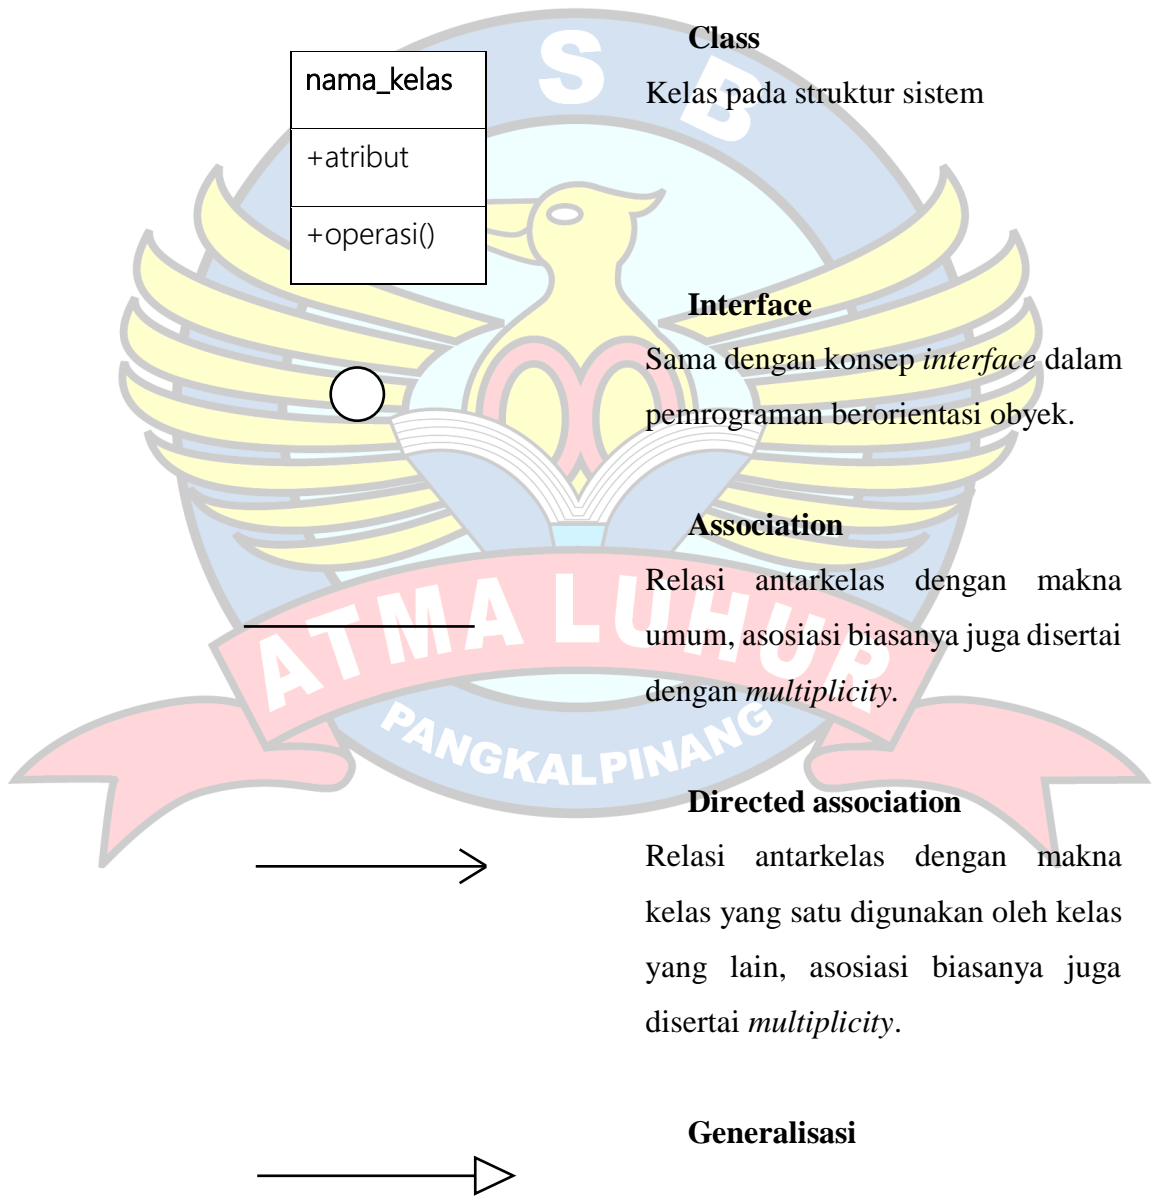 Class
nama_kelas
Kelas pada struktur sistem
+atribut
+operasi()
Interface
Sama dengan konsep interface dalam
pemrograman berorientasi obyek.
Association
Relasi antarkelas dengan makna
umum, asosiasi biasanya juga disertai
dengan multiplicity.
Directed association
Relasi antarkelas dengan makna
kelas yang satu digunakan oleh kelas
yang lain, asosiasi biasanya juga
disertai multiplicity.
Generalisasi
S B
ATMA LUHUR
PANGKALPINANG